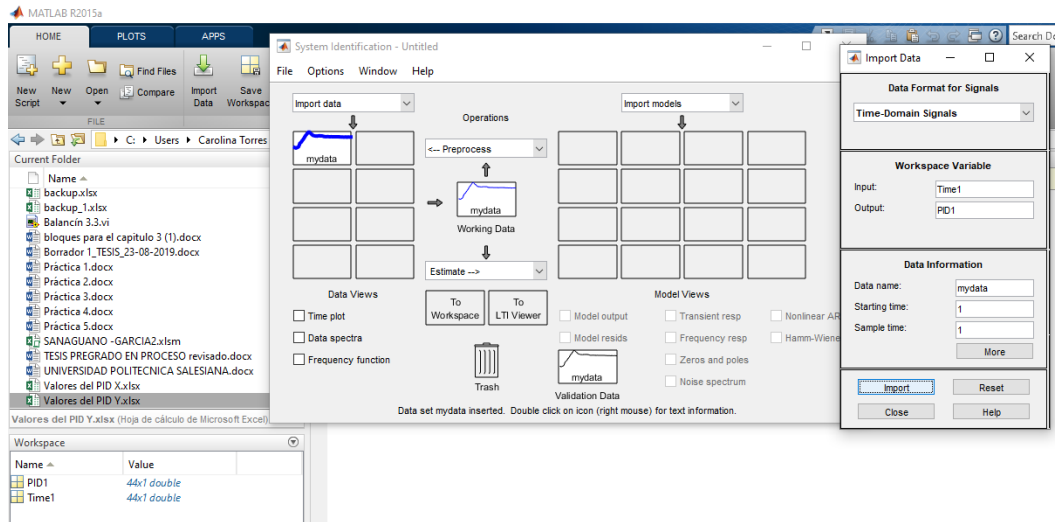 MATLAB R2015a
HOME PLOTS APPS
Search Do
New Script
New
Open
Find Files
Compare
Import Data
Save Workspac
FILE
C: Users Carolina Torres
Current Folder
Name
backup.xlsx
backup_1.xlsx
Balancín 3.3.vi
bloques para el capitulo 3 (1).docx
Borrador 1_TESIS_23-08-2019.docx
Práctica 1.docx
Práctica 2.docx
Práctica 3.docx
Práctica 4.docx
Práctica 5.docx
SANAGUANO -GARCIA2.xlsm
TESIS PREGRADO EN PROCESO revisado.docx
UNIVERSIDAD POLITECNICA SALESIANA.docx
Valores del PID X.xlsx
Valores del PID Y.xlsx
Valores del PID Y.xlsx (Hoja de cálculo de Microsoft Excel)
Workspace
Name Value
PID1 44x1 double
Time1 44x1 double
System Identification - Untitled
File Options Window Help
Import data
Import models
Operations
mydata
<-- Preprocess
mydata
Working Data
Estimate -->
Data Views
Time plot
Data spectra
Frequency function
To Workspace
To LTI Viewer
Trash
Model Views
Model output Transient resp Nonlinear AR
Model resids Frequency resp Hamm-Wiene
Zeros and poles
Noise spectrum
mydata
Validation Data
Data set mydata inserted. Double click on icon (right mouse) for text information.
Import Data
Data Format for Signals
Time-Domain Signals
Workspace Variable
Input: Time1
Output: PID1
Data Information
Data name: mydata
Starting time: 1
Sample time: 1
More
Import Reset
Close Help